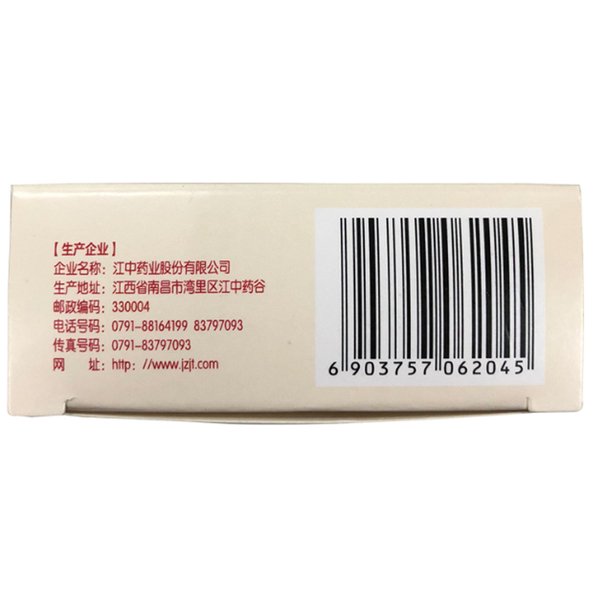 【生产企业】
企业名称：江中药业股份有限公司
生产地址：江西省南昌市湾里区江中药谷
邮政编码：330004
电话号码：0791-88164199 83797093
传真号码：0791-83797093
网 址：http：//www.jzjt.com
6 903757 062045